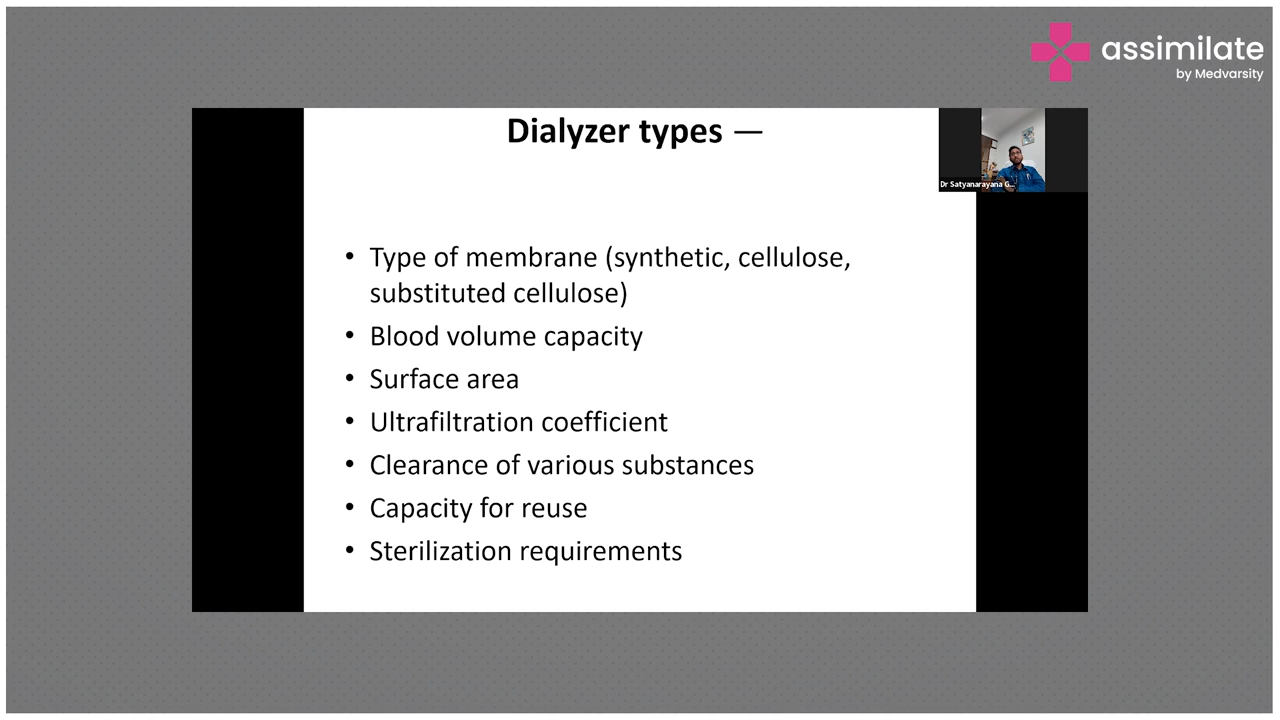 assimilate
by Medvarsity
Dialyzer types —
Dr Satyanarayana G...
• Type of membrane (synthetic, cellulose,
substituted cellulose)
• Blood volume capacity
• Surface area
• Ultrafiltration coefficient
• Clearance of various substances
• Capacity for reuse
• Sterilization requirements